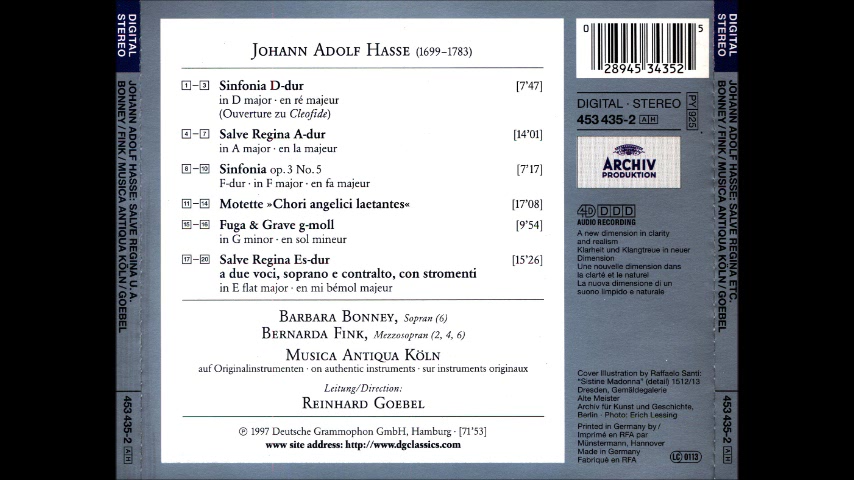 DIGITAL
STEREO
JOHANN ADOLF HASSE: SALVE REGINA U. A.
BONNEY/FINK/MUSICA ANTIQUA KÖLN/GOEBEL
453 435-2 AH
JOHANN ADOLF HASSE (1699–1783)
1–3 Sinfonia D-dur [7'47]
in D major · en ré majeur
(Ouverture zu Cleofide)
4–7 Salve Regina A-dur [14'01]
in A major · en la majeur
8–10 Sinfonia op. 3 No. 5 [7'17]
F-dur · in F major · en fa majeur
11–14 Motette »Chori angelici laetantes« [17'08]
15–16 Fuga & Grave g-moll [9'54]
in G minor · en sol mineur
17–20 Salve Regina Es-dur [15'26]
a due voci, soprano e contralto, con stromenti
in E flat major · en mi bémol majeur
BARBARA BONNEY, Sopran (6)
BERNARDA FINK, Mezzosopran (2, 4, 6)
MUSICA ANTIQUA KÖLN
auf Originalinstrumenten · on authentic instruments · sur instruments originaux
Leitung/Direction:
REINHARD GOEBEL
℗ 1997 Deutsche Grammophon GmbH, Hamburg · [71'53]
www site address: http://www.dgclassics.com
0 28945 34352 5
DIGITAL · STEREO
453 435-2 AH
PY 925
ARCHIV
PRODUKTION
4D DDD
AUDIO RECORDING
A new dimension in clarity
and realism
Klarheit und Klangtreue in neuer
Dimension
Une nouvelle dimension dans
la clarté et le naturel
La nuova dimensione di un
suono limpido e naturale
Cover Illustration by Raffaello Santi:
"Sistine Madonna" (detail) 1512/13
Dresden, Gemäldegalerie
Alte Meister
Archiv für Kunst und Geschichte,
Berlin · Photo: Erich Lessing
Printed in Germany by /
Imprimé en RFA par
Münstermann, Hannover
Made in Germany
Fabriqué en RFA
LC 0113
DIGITAL
STEREO
JOHANN ADOLF HASSE: SALVE REGINA ETC.
BONNEY/FINK/MUSICA ANTIQUA KÖLN/GOEBEL
453 435-2 AH